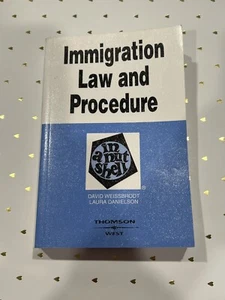 Immigration
Law and
Procedure
in
a nut
shell
®
DAVID WEISSBRODT
LAURA DANIELSON
THOMSON
WEST